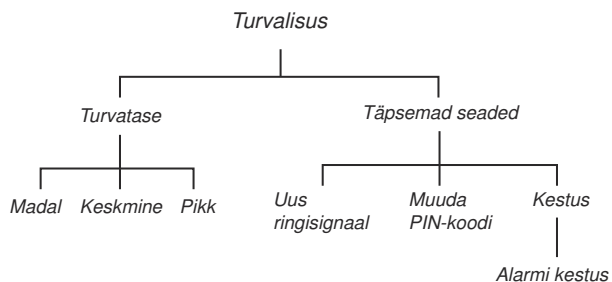 Turvalisus
Turvatase
Täpsemad seaded
Madal Keskmine Pikk
Uus
ringisignaal
Muuda
PIN-koodi
Kestus
Alarmi kestus